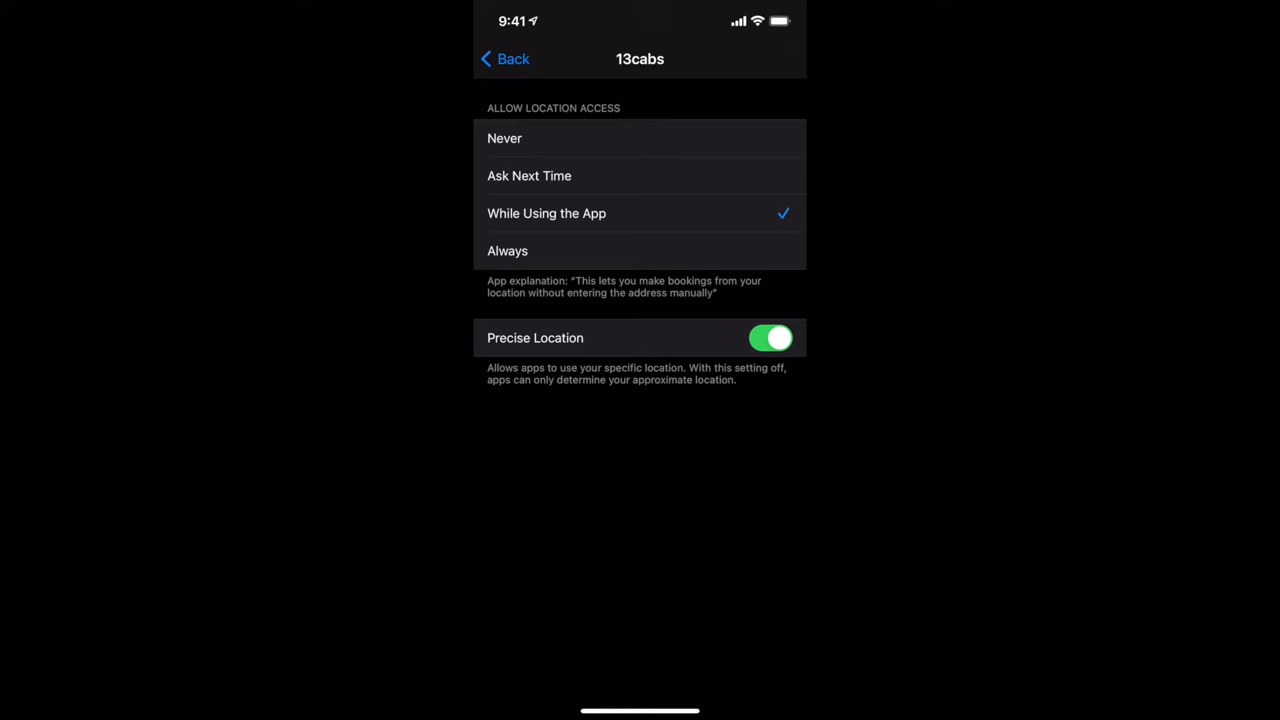 9:41
Back
13cabs
ALLOW LOCATION ACCESS
Never
Ask Next Time
While Using the App
Always
App explanation: “This lets you make bookings from your
location without entering the address manually”
Precise Location
Allows apps to use your specific location. With this setting off,
apps can only determine your approximate location.